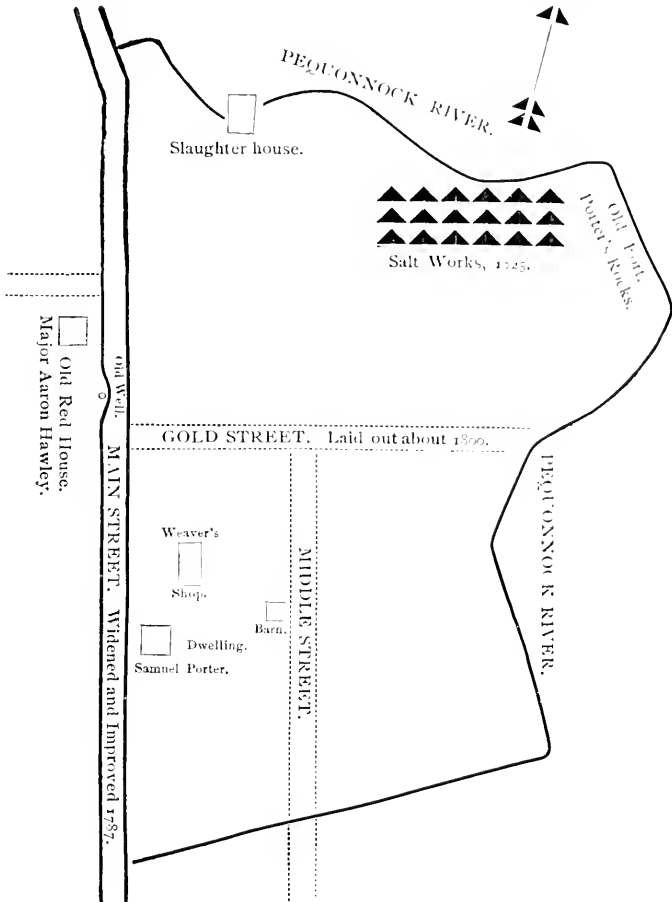 PEQUONNOCK RIVER.
Slaughter house.
Salt Works, 1725.
Old Fort.
Porter's Rocks.
Old Well.
Old Red House.
Major Aaron Hawley.
GOLD STREET. Laid out about 1800.
MAIN STREET. Widened and Improved 1787.
Weaver's
Shop.
Barn.
Dwelling.
Samuel Porter.
MIDDLE STREET.
PEQUONNOCK RIVER.